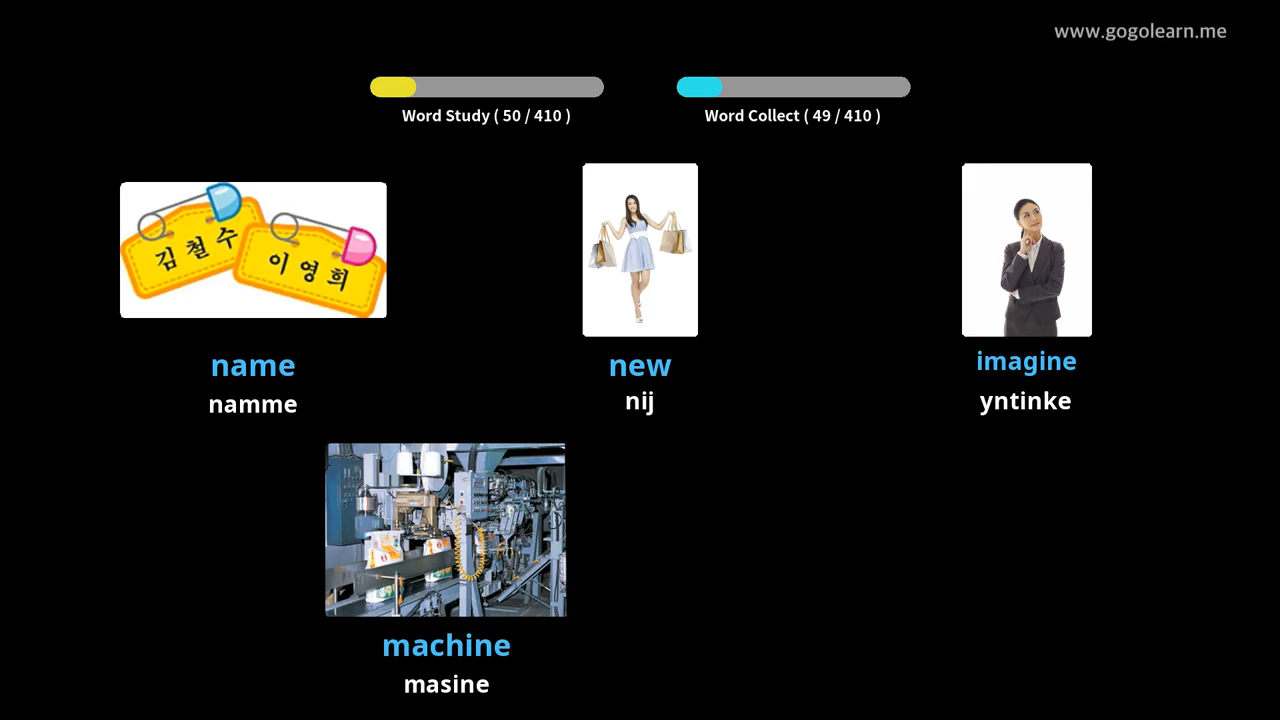 www.gogolearn.me
Word Study ( 50 / 410 )
Word Collect ( 49 / 410 )
김철수
이영희
name
namme
new
nij
imagine
yntinke
machine
masine